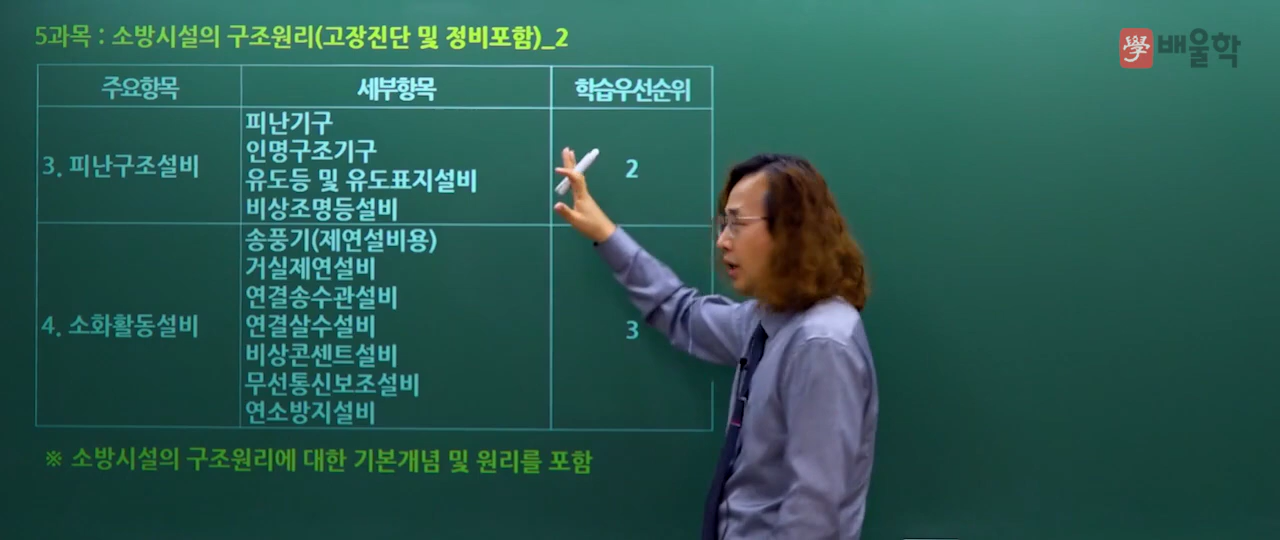 5과목 : 소방시설의 구조원리(고장진단 및 정비포함)_2
學 배울학
주요항목 세부항목 학습우선순위
3. 피난구조설비
피난기구
인명구조기구
유도등 및 유도표지설비
비상조명등설비
2
4. 소화활동설비
송풍기(제연설비용)
거실제연설비
연결송수관설비
연결살수설비
비상콘센트설비
무선통신보조설비
연소방지설비
3
※ 소방시설의 구조원리에 대한 기본개념 및 원리를 포함